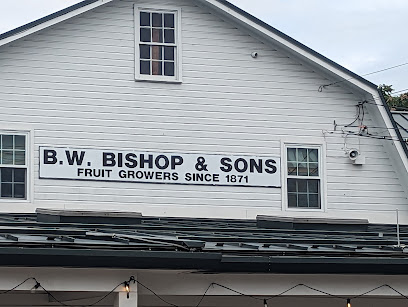 B.W. BISHOP & SONS
FRUIT GROWERS SINCE 1871